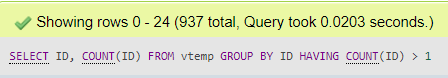 Showing rows 0 - 24 (937 total, Query took 0.0203 seconds.)
SELECT ID, COUNT(ID) FROM vtemp GROUP BY ID HAVING COUNT(ID) > 1